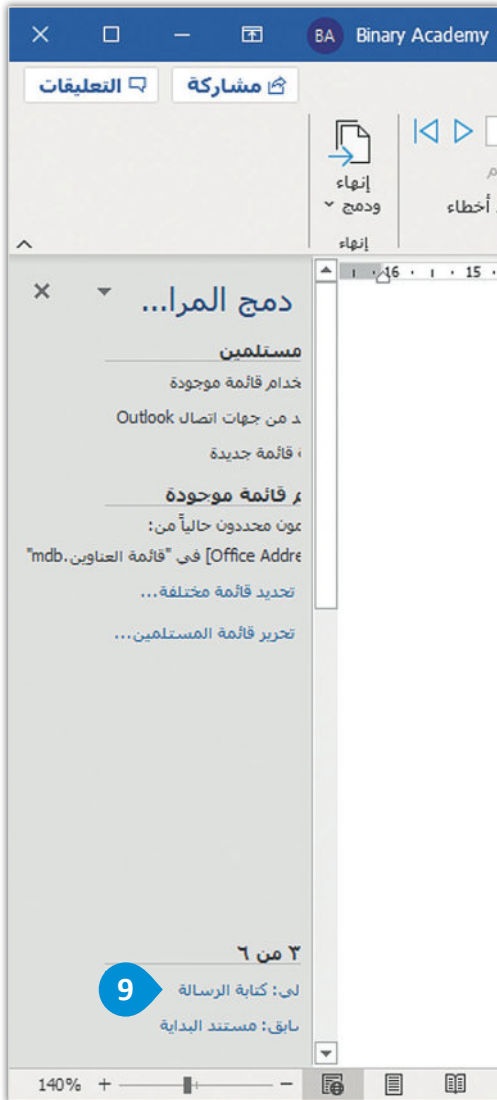 BA Binary Academy
مشاركة التعليقات
إنهاء
ودمج
أخطاء
إنهاء
16 15
دمج المرا...
مستلمين
خدام قائمة موجودة
د من جهات اتصال Outlook
قائمة جديدة
م قائمة موجودة
مون محددون حالياً من:
[Office Addre في "قائمة العناوين.mdb"
تحديد قائمة مختلفة...
تحرير قائمة المستلمين...
٣ من ٦
لي: كتابة الرسالة
9
سابق: مستند البداية
140%